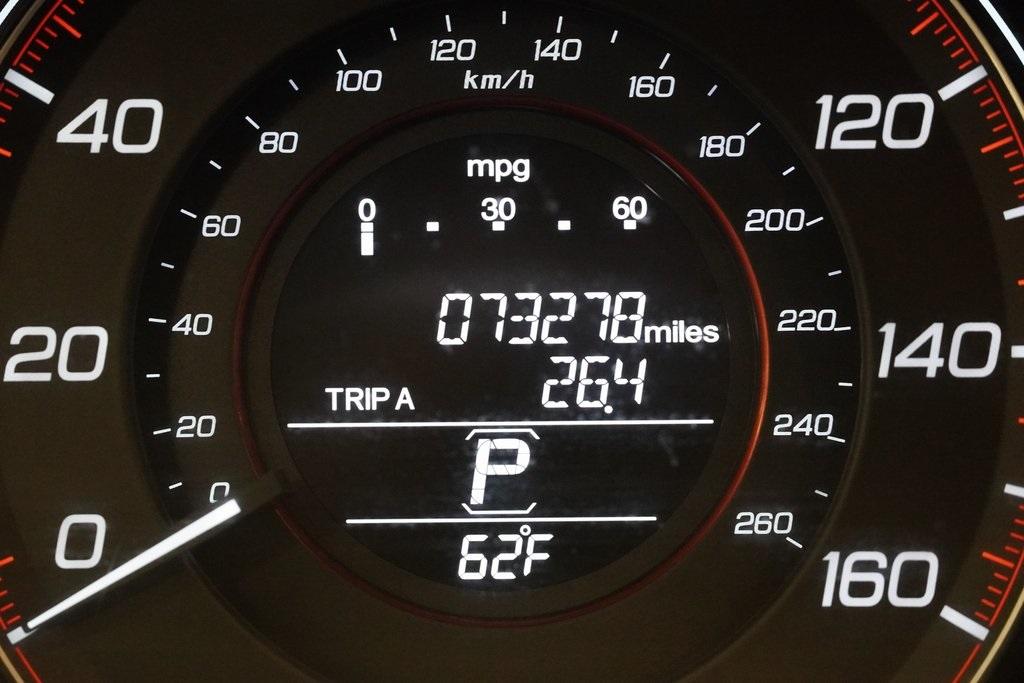 120 140
100 km/h 160
40 120
80 180
mpg
0 30 60
60 200
073278 miles
40 220
20 140
26.4
TRIP A
20 240
P
0 260
0
62°F
160